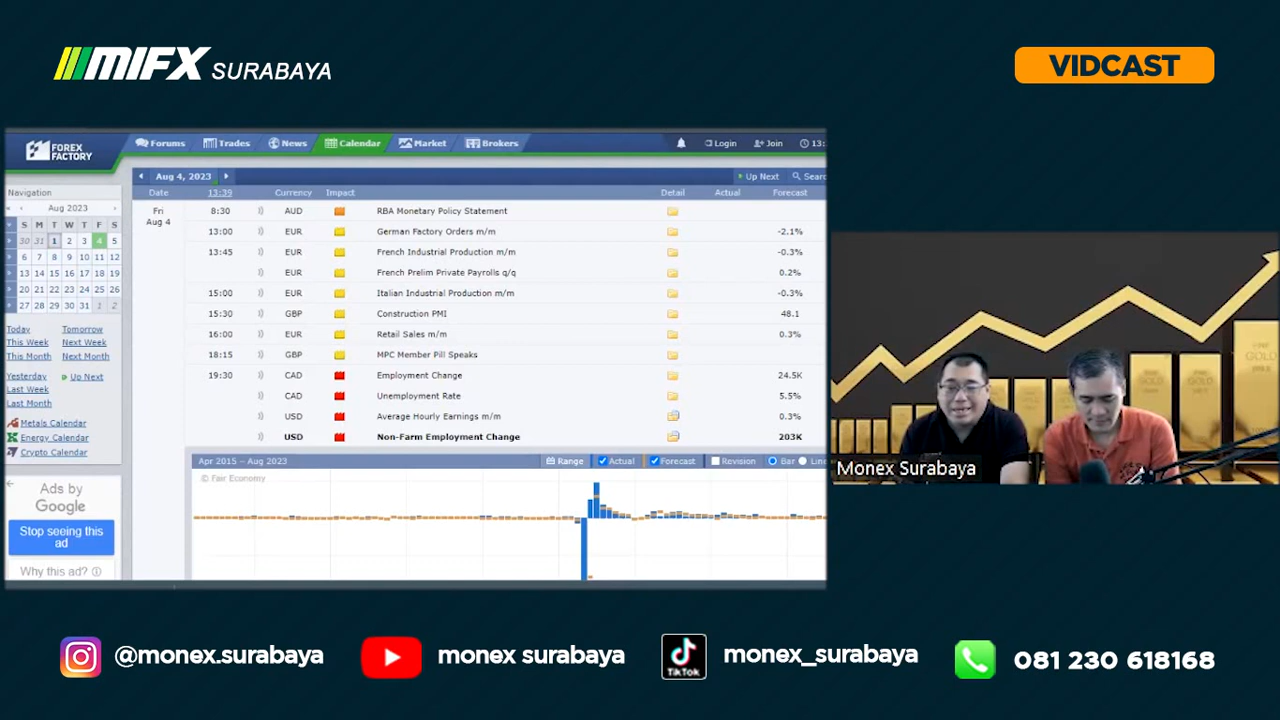 MIFX SURABAYA
VIDCAST
FOREX FACTORY
Forums Trades News Calendar Market Brokers Login Join
Aug 4, 2023 Up Next
Date 13:39 Currency Impact Detail Actual Forecast
Fri Aug 4
8:30 AUD RBA Monetary Policy Statement
13:00 EUR German Factory Orders m/m -2.1%
13:45 EUR French Industrial Production m/m -0.3%
EUR French Prelim Private Payrolls q/q 0.2%
15:00 EUR Italian Industrial Production m/m -0.3%
15:30 GBP Construction PMI 48.1
16:00 EUR Retail Sales m/m 0.3%
18:15 GBP MPC Member Pill Speaks
19:30 CAD Employment Change 24.5K
CAD Unemployment Rate 5.5%
USD Average Hourly Earnings m/m 0.3%
USD Non-Farm Employment Change 203K
Apr 2015 – Aug 2023 Range Actual Forecast Revision Bar
© Fair Economy
Navigation
Aug 2023
S M T W T F S
30 31 1 2 3 4 5
6 7 8 9 10 11 12
13 14 15 16 17 18 19
20 21 22 23 24 25 26
27 28 29 30 31 1 2
Today Tomorrow
This Week Next Week
This Month Next Month
Yesterday Up Next
Last Week
Last Month
Metals Calendar
Energy Calendar
Crypto Calendar
Ads by
Google
Stop seeing this
ad
Why this ad?
FINE
GOLD
Monex Surabaya
@monex.surabaya
monex surabaya
TikTok
monex_surabaya
081 230 618168